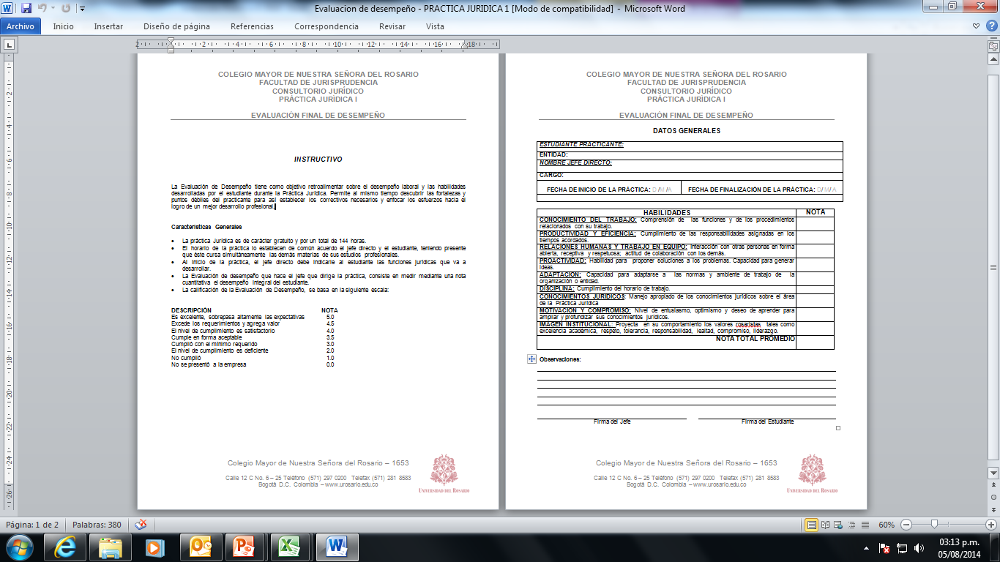 Evaluacion de desempeño - PRACTICA JURIDICA 1 [Modo de compatibilidad] - Microsoft Word
Archivo Inicio Insertar Diseño de página Referencias Correspondencia Revisar Vista
2 2 4 6 8 10 12 14 16 18
COLEGIO MAYOR DE NUESTRA SEÑORA DEL ROSARIO
FACULTAD DE JURISPRUDENCIA
CONSULTORIO JURÍDICO
PRÁCTICA JURÍDICA I
EVALUACIÓN FINAL DE DESEMPEÑO
INSTRUCTIVO
La Evaluación de Desempeño tiene como objetivo retroalimentar sobre el desempeño laboral y las habilidades
desarrolladas por el estudiante durante la Práctica Jurídica. Permite al mismo tiempo descubrir las fortalezas y
puntos débiles del practicante para así establecer los correctivos necesarios y enfocar los esfuerzos hacia el
logro de un mejor desarrollo profesional.
Características Generales
• La práctica Jurídica es de carácter gratuito y por un total de 144 horas.
• El horario de la práctica lo establecen de común acuerdo el jefe directo y el estudiante, teniendo presente
que éste cursa simultáneamente las demás materias de sus estudios profesionales.
• Al inicio de la práctica, el jefe directo debe indicarle al estudiante las funciones jurídicas que va a
desarrollar.
• La Evaluación de desempeño que hace el jefe que dirige la práctica, consiste en medir mediante una nota
cuantitativa el desempeño integral del estudiante.
• La calificación de la Evaluación de Desempeño, se basa en la siguiente escala:
DESCRIPCIÓN NOTA
Es excelente, sobrepasa altamente las expectativas 5.0
Excede los requerimientos y agrega valor 4.5
El nivel de cumplimiento es satisfactorio 4.0
Cumple en forma aceptable 3.5
Cumplió con el mínimo requerido 3.0
El nivel de cumplimiento es deficiente 2.0
No cumplió 1.0
No se presentó a la empresa 0.0
Colegio Mayor de Nuestra Señora del Rosario – 1653
Calle 12 C No. 6 – 25 Teléfono (571) 297 0200 Telefax (571) 281 8583
Bogotá D.C. Colombia – www.urosario.edu.co
UNIVERSIDAD DEL ROSARIO
COLEGIO MAYOR DE NUESTRA SEÑORA DEL ROSARIO
FACULTAD DE JURISPRUDENCIA
CONSULTORIO JURÍDICO
PRÁCTICA JURÍDICA I
EVALUACIÓN FINAL DE DESEMPEÑO
DATOS GENERALES
ESTUDIANTE PRACTICANTE:
ENTIDAD:
NOMBRE JEFE DIRECTO:
CARGO:
FECHA DE INICIO DE LA PRÁCTICA: D /M /A FECHA DE FINALIZACIÓN DE LA PRÁCTICA: D/ M /A
HABILIDADES NOTA
CONOCIMIENTO DEL TRABAJO: Comprensión de las funciones y de los procedimientos
relacionados con su trabajo.
PRODUCTIVIDAD Y EFICIENCIA: Cumplimiento de las responsabilidades asignadas en los
tiempos acordados.
RELACIONES HUMANAS Y TRABAJO EN EQUIPO: Interacción con otras personas en forma
abierta, receptiva y respetuosa; actitud de colaboración con los demás.
PROACTIVIDAD: Habilidad para proponer soluciones a los problemas. Capacidad para generar
ideas.
ADAPTACIÓN: Capacidad para adaptarse a las normas y ambiente de trabajo de la
organización o entidad.
DISCIPLINA: Cumplimiento del horario de trabajo.
CONOCIMIENTOS JURÍDICOS: Manejo apropiado de los conocimientos jurídicos sobre el área
de la Práctica Jurídica
MOTIVACIÓN Y COMPROMISO: Nivel de entusiasmo, optimismo y deseo de aprender para
ampliar y profundizar sus conocimientos jurídicos.
IMAGEN INSTITUCIONAL: Proyecta en su comportamiento los valores rosaristas tales como
excelencia académica, respeto, tolerancia, responsabilidad, lealtad, compromiso, liderazgo.
NOTA TOTAL PROMEDIO
Observaciones:
Firma del Jefe Firma del Estudiante
Colegio Mayor de Nuestra Señora del Rosario – 1653
Calle 12 C No. 6 – 25 Teléfono (571) 297 0200 Telefax (571) 281 8583
Bogotá D.C. Colombia – www.urosario.edu.co
UNIVERSIDAD DEL ROSARIO
Página: 1 de 2 Palabras: 380 60%
03:13 p.m.
05/08/2014